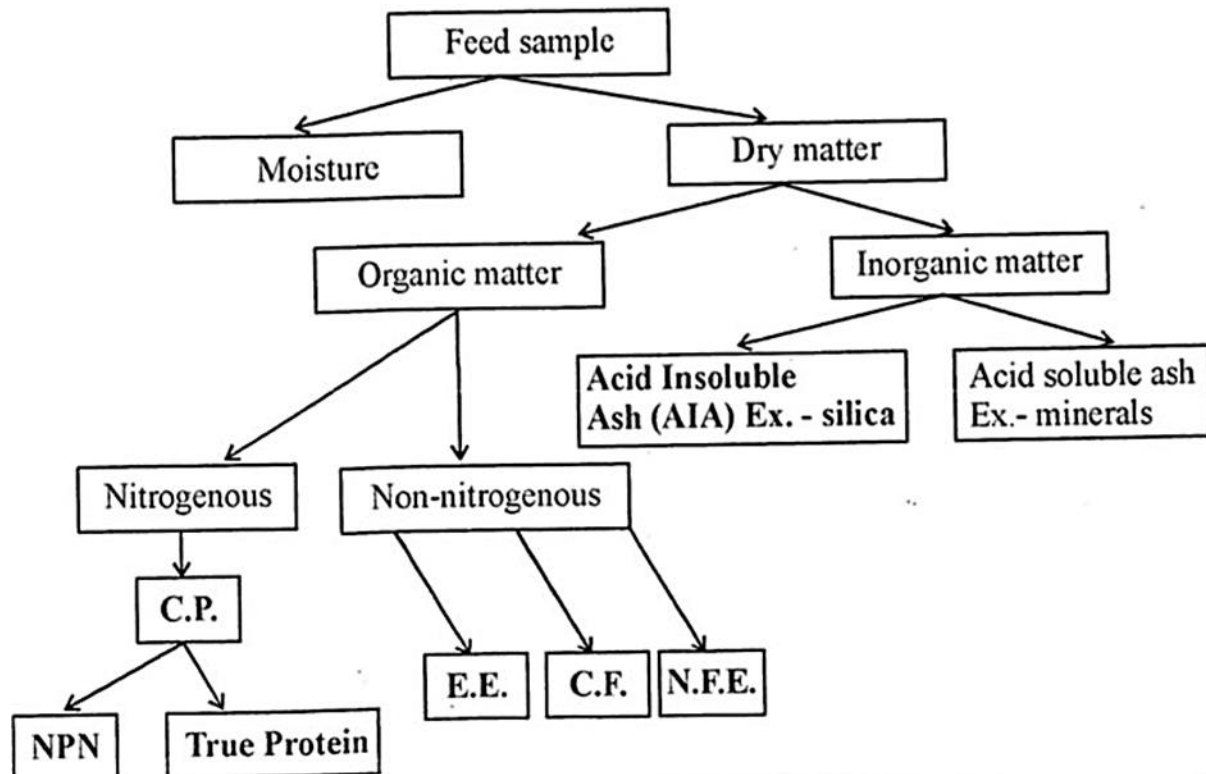 Feed sample
Moisture
Dry matter
Organic matter
Inorganic matter
Acid Insoluble
Ash (AIA) Ex. - silica
Acid soluble ash
Ex.- minerals
Nitrogenous
Non-nitrogenous
C.P.
E.E.
C.F.
N.F.E.
NPN
True Protein